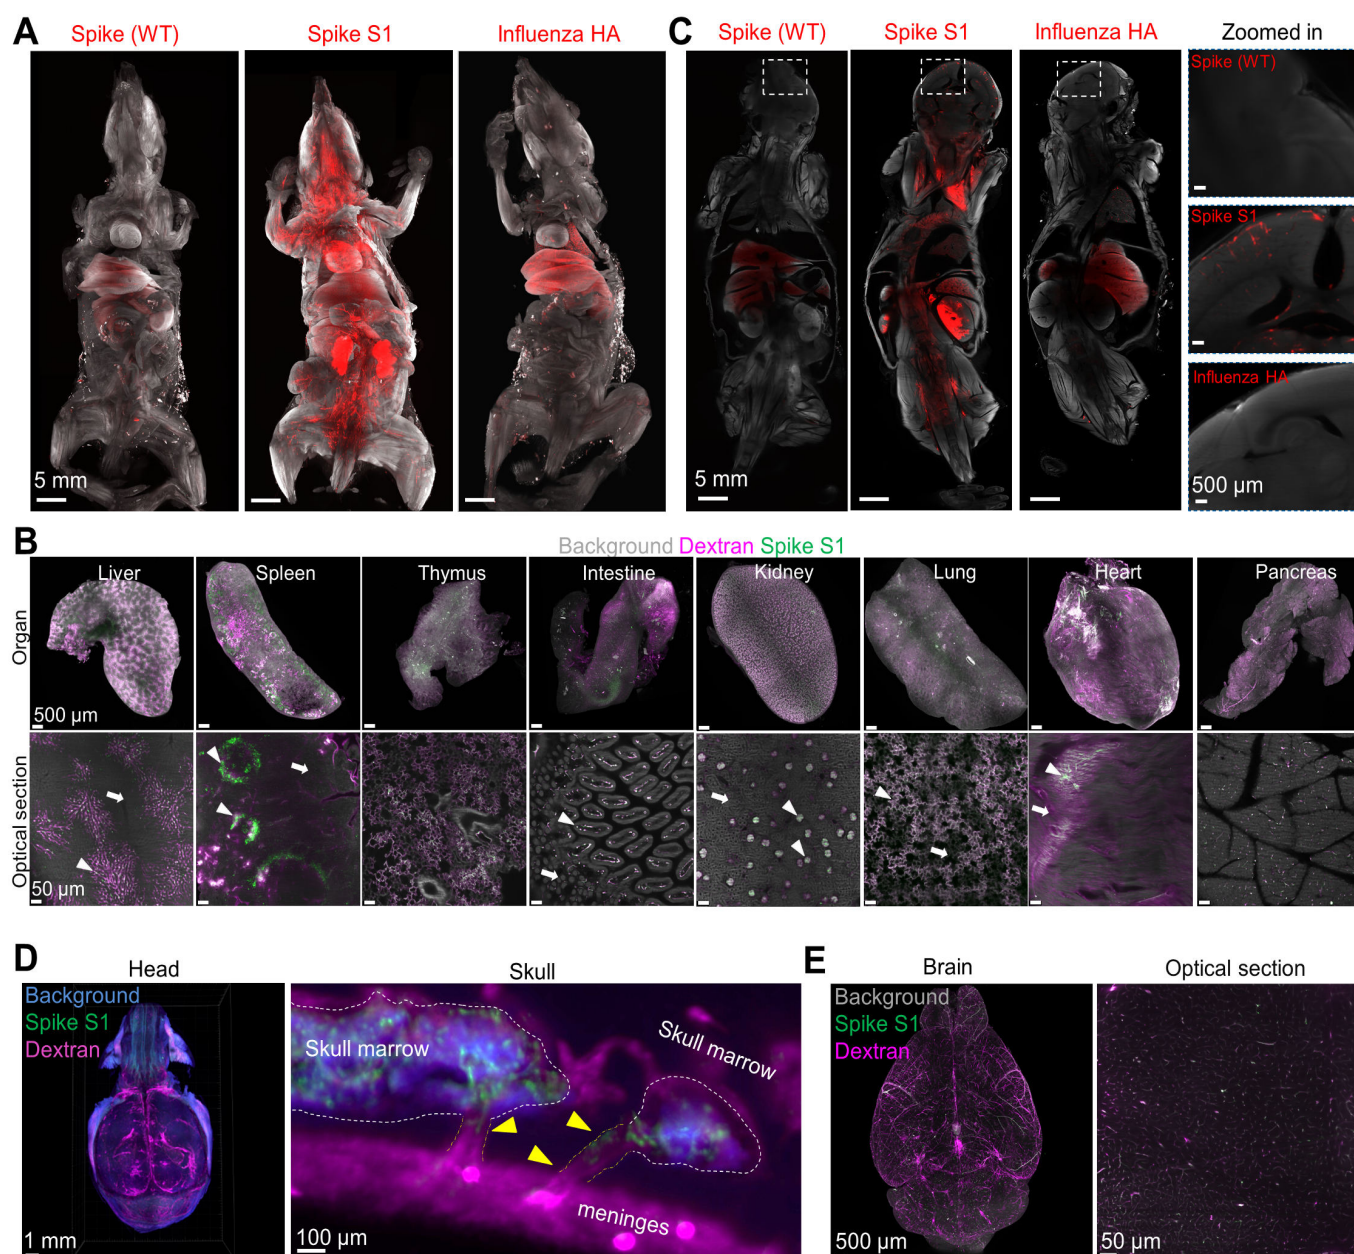 A
Spike (WT)
Spike S1
Influenza HA
5 mm
C
Spike (WT)
Spike S1
Influenza HA
Zoomed in
Spike (WT)
Spike S1
Influenza HA
5 mm
500 µm
B
Background Dextran Spike S1
Liver
Spleen
Thymus
Intestine
Kidney
Lung
Heart
Pancreas
Organ
500 µm
Optical section
50 µm
D
Head
Background
Spike S1
Dextran
1 mm
Skull
Skull marrow
Skull marrow
meninges
100 µm
E
Brain
Background
Spike S1
Dextran
500 µm
Optical section
50 µm